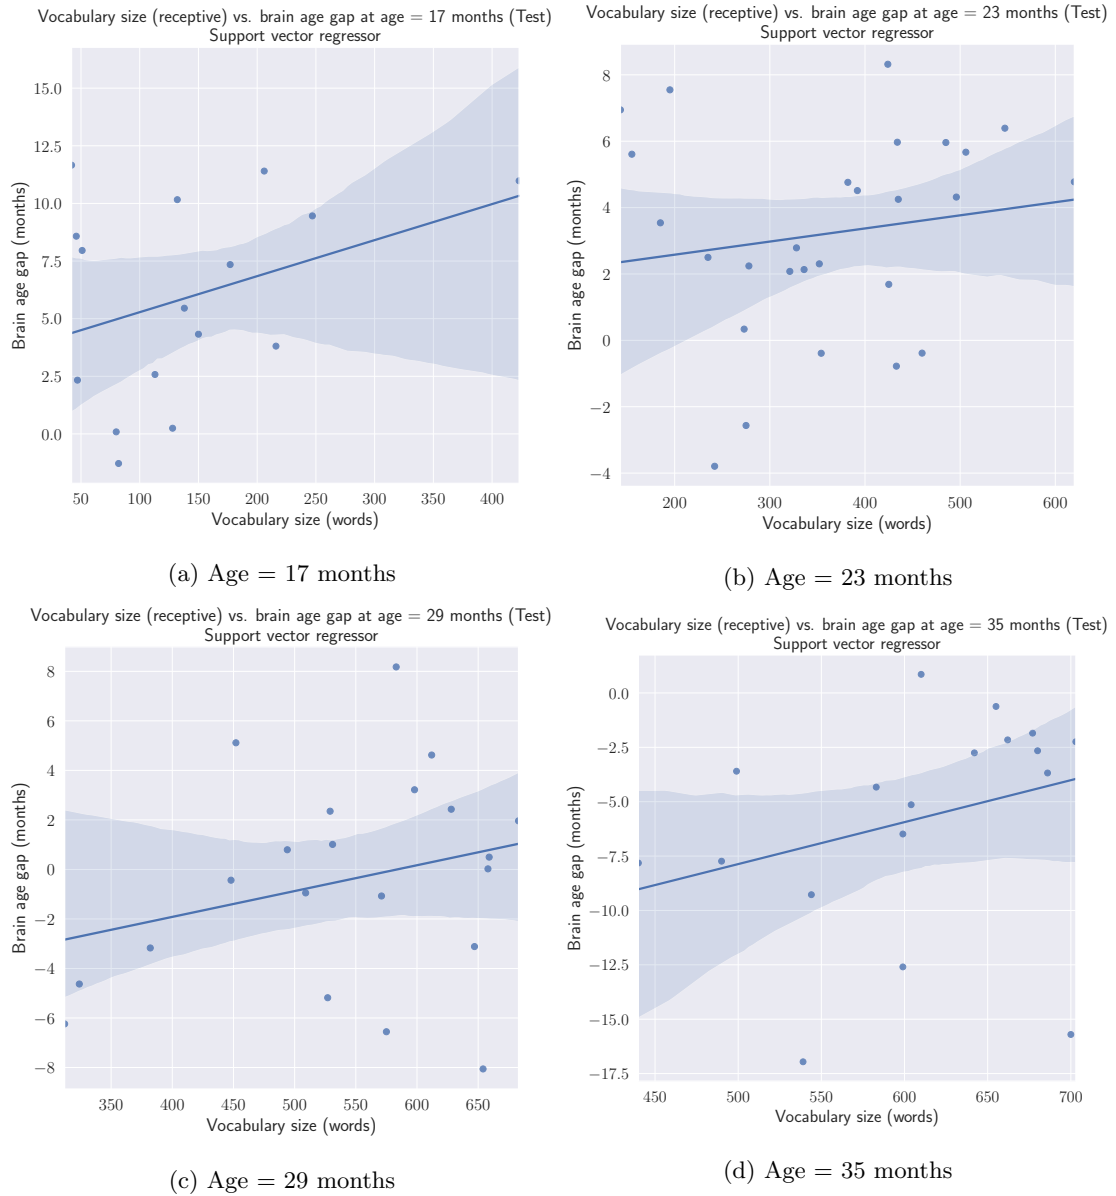 Vocabulary size (receptive) vs. brain age gap at age = 17 months (Test)
Support vector regressor
15.0
12.5
10.0
7.5
5.0
2.5
0.0
Brain age gap (months)
50 100 150 200 250 300 350 400
Vocabulary size (words)
(a) Age = 17 months
Vocabulary size (receptive) vs. brain age gap at age = 23 months (Test)
Support vector regressor
8
6
4
2
0
−2
−4
Brain age gap (months)
200 300 400 500 600
Vocabulary size (words)
(b) Age = 23 months
Vocabulary size (receptive) vs. brain age gap at age = 29 months (Test)
Support vector regressor
8
6
4
2
0
−2
−4
−6
−8
Brain age gap (months)
350 400 450 500 550 600 650
Vocabulary size (words)
(c) Age = 29 months
Vocabulary size (receptive) vs. brain age gap at age = 35 months (Test)
Support vector regressor
0.0
−2.5
−5.0
−7.5
−10.0
−12.5
−15.0
−17.5
Brain age gap (months)
450 500 550 600 650 700
Vocabulary size (words)
(d) Age = 35 months